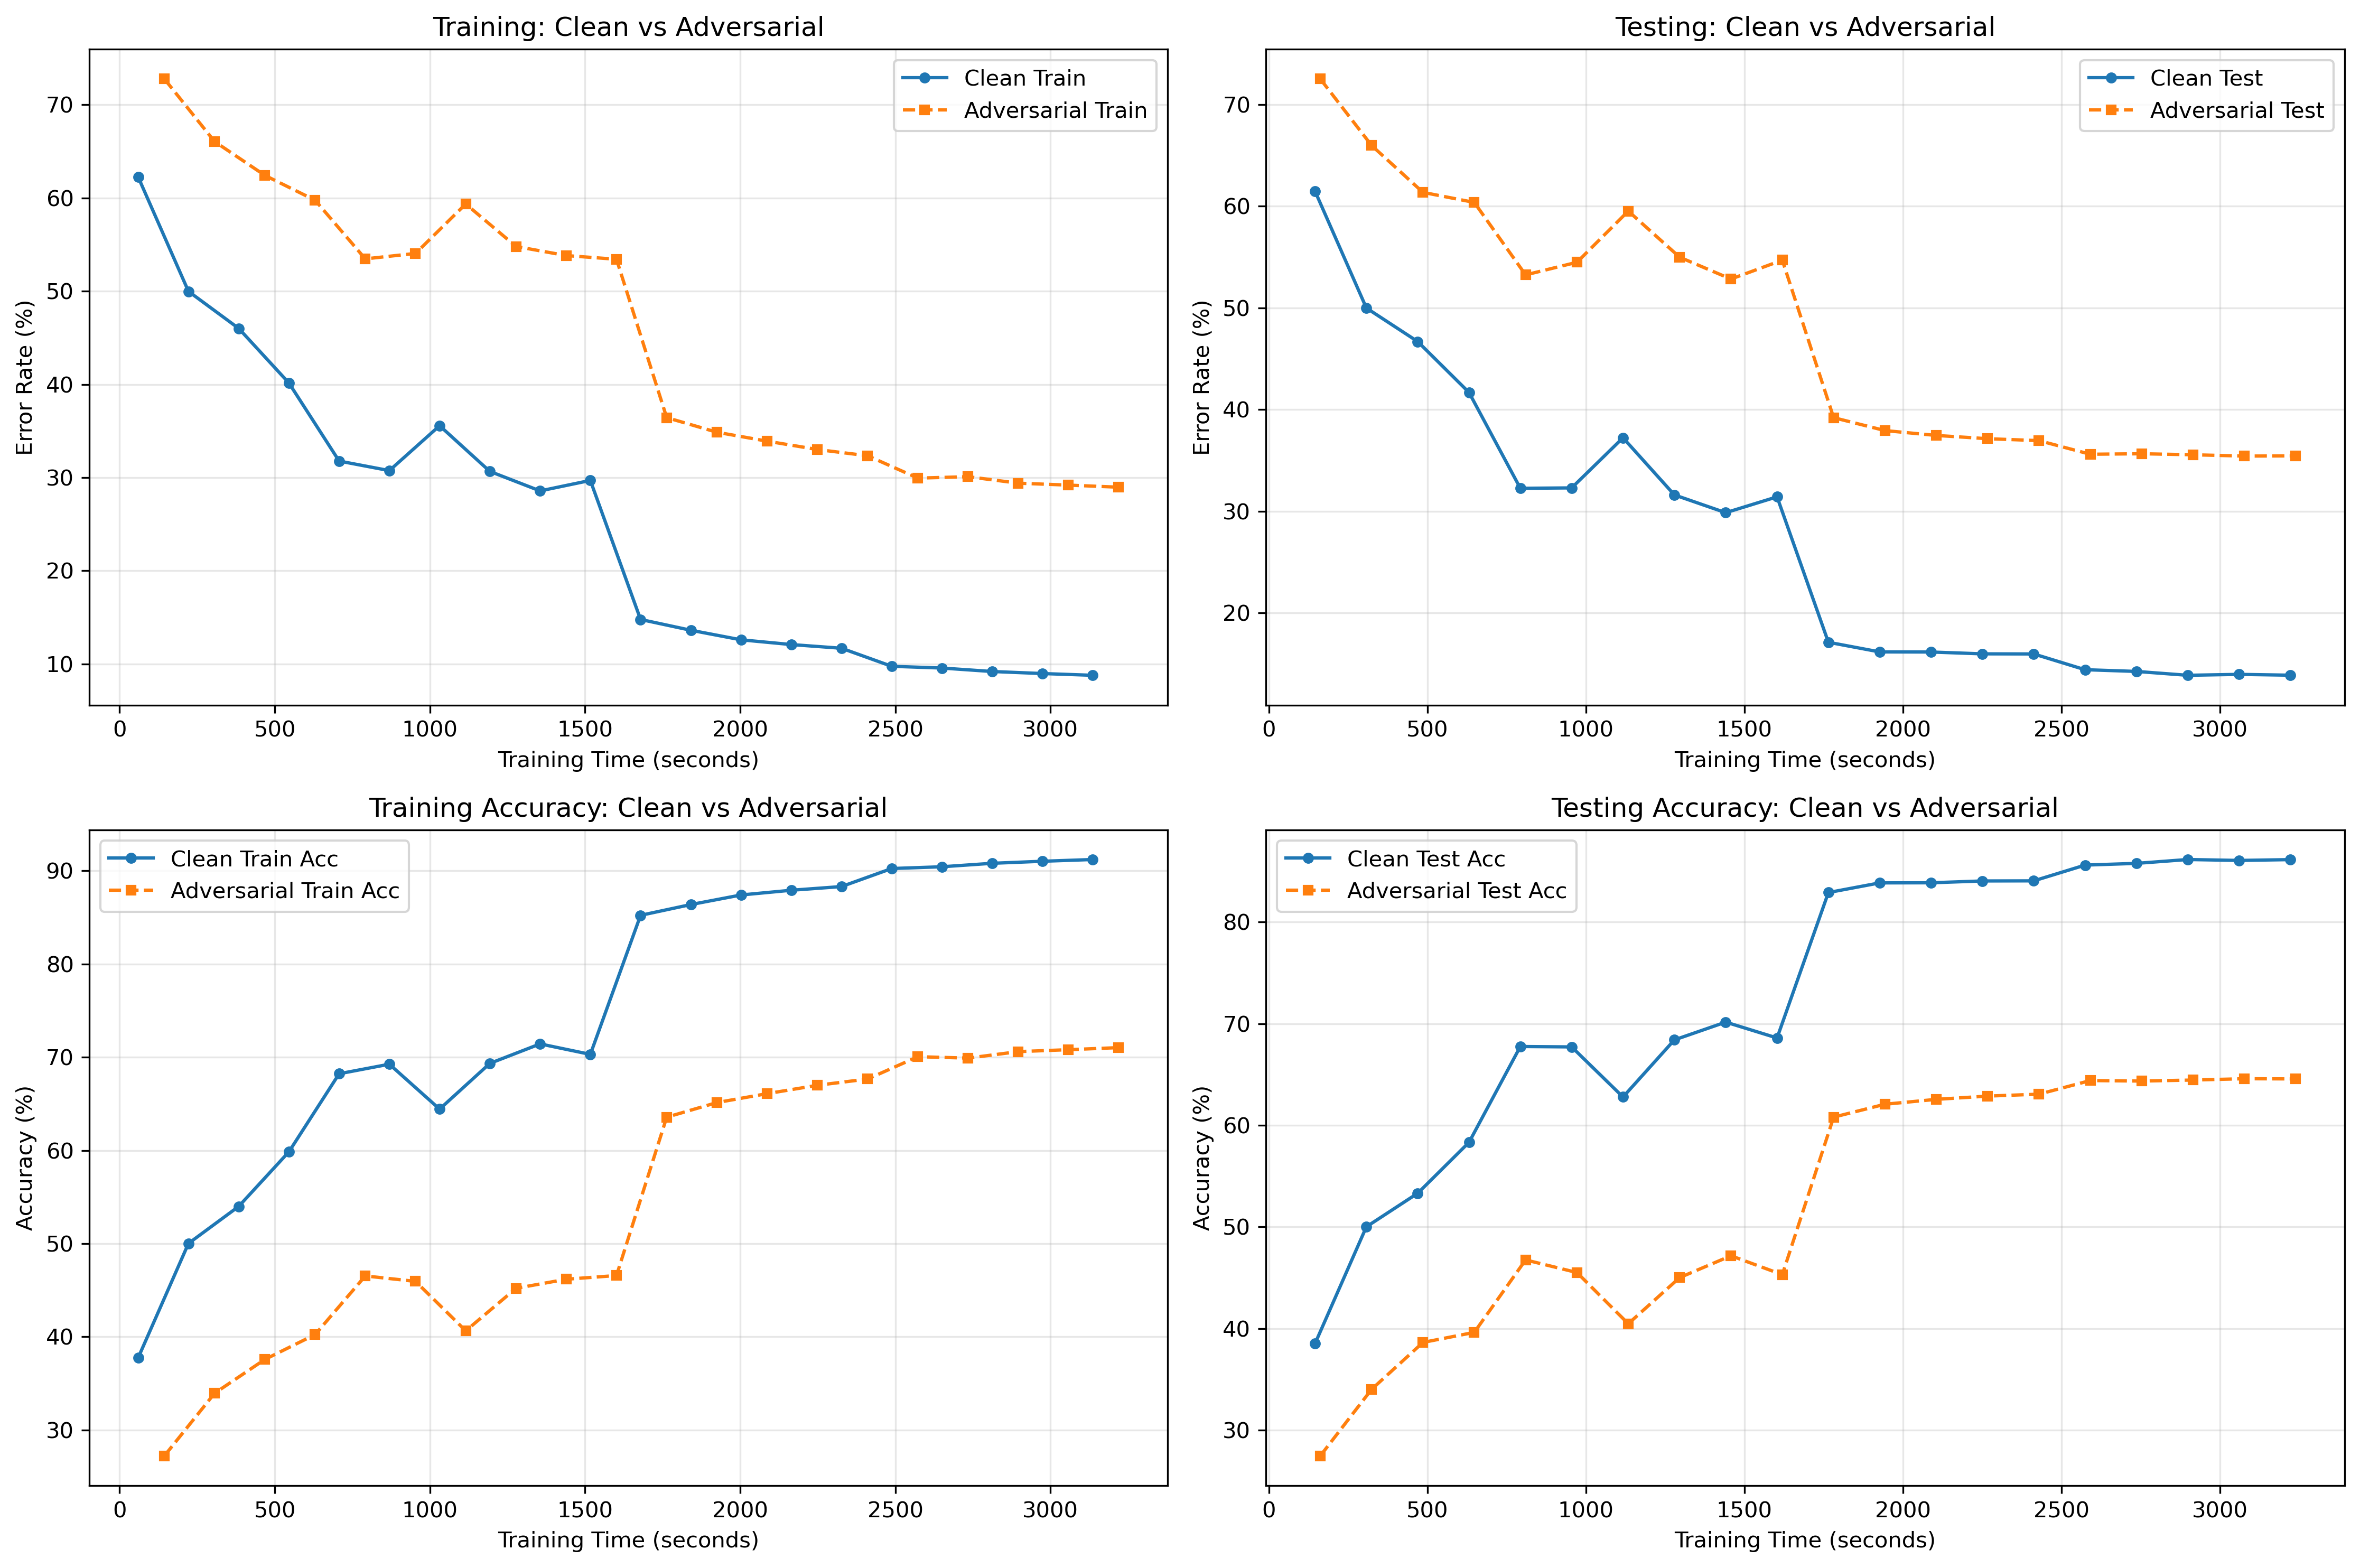 Training: Clean vs Adversarial
Clean Train
Adversarial Train
Error Rate (%)
70
60
50
40
30
20
10
0 500 1000 1500 2000 2500 3000
Training Time (seconds)
Testing: Clean vs Adversarial
Clean Test
Adversarial Test
Error Rate (%)
70
60
50
40
30
20
0 500 1000 1500 2000 2500 3000
Training Time (seconds)
Training Accuracy: Clean vs Adversarial
Clean Train Acc
Adversarial Train Acc
Accuracy (%)
90
80
70
60
50
40
30
0 500 1000 1500 2000 2500 3000
Training Time (seconds)
Testing Accuracy: Clean vs Adversarial
Clean Test Acc
Adversarial Test Acc
Accuracy (%)
80
70
60
50
40
30
0 500 1000 1500 2000 2500 3000
Training Time (seconds)